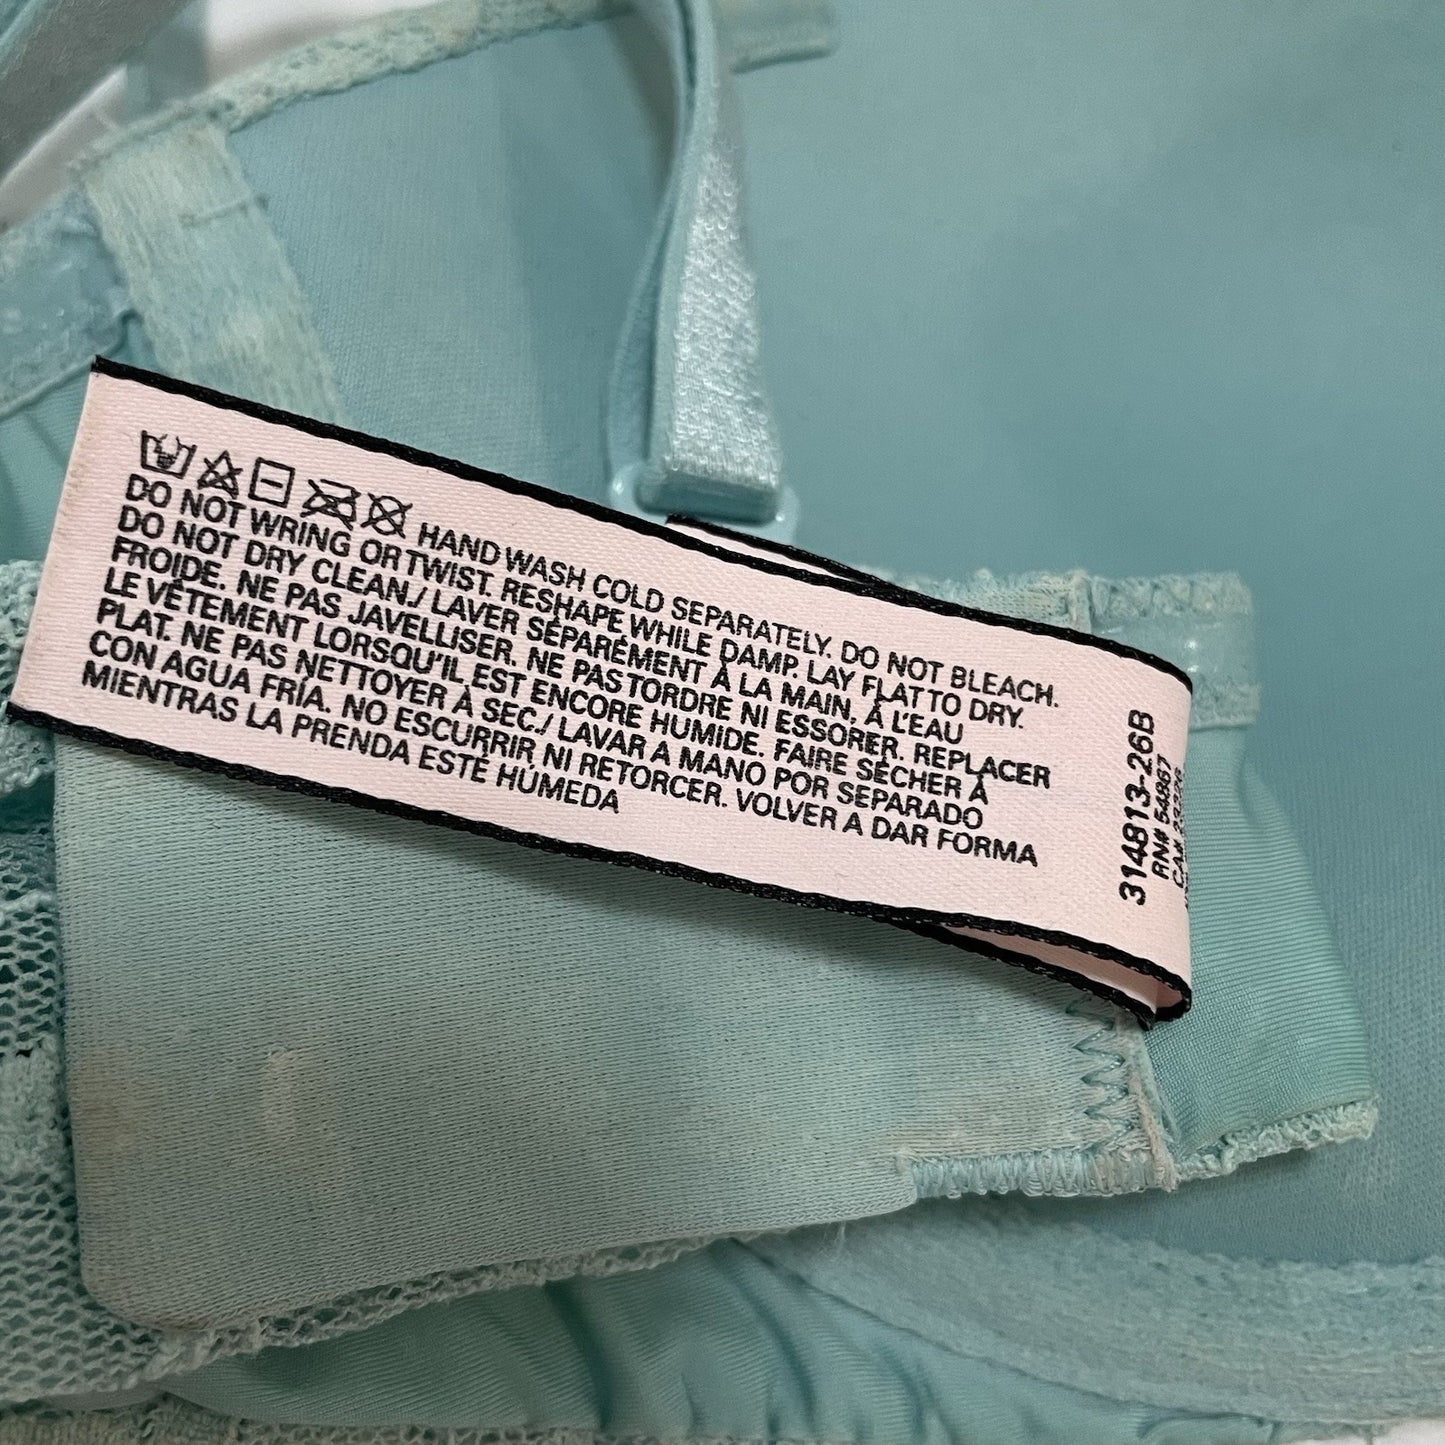 HAND WASH COLD SEPARATELY. DO NOT BLEACH.
DO NOT WRING OR TWIST. RESHAPE WHILE DAMP. LAY FLAT TO DRY.
DO NOT DRY CLEAN./ LAVER SÉPARÉMENT À LA MAIN, À L'EAU
FROIDE. NE PAS JAVELLISER. NE PAS TORDRE NI ESSORER. REPLACER
LE VÊTEMENT LORSQU'IL EST ENCORE HUMIDE. FAIRE SÉCHER À
PLAT. NE PAS NETTOYER À SEC./ LAVAR A MANO POR SEPARADO
CON AGUA FRÍA. NO ESCURRIR NI RETORCER. VOLVER A DAR FORMA
MIENTRAS LA PRENDA ESTÉ HÚMEDA
314813-26B
RN# 54867
CA# 23226